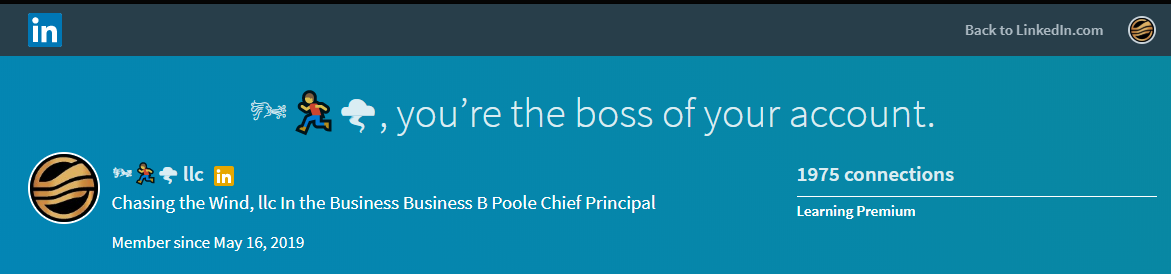 in
Back to LinkedIn.com
🌬🏃🌪, you're the boss of your account.
🌬🏃🌪 llc in
1975 connections
Chasing the Wind, llc In the Business Business B Poole Chief Principal
Learning Premium
Member since May 16, 2019